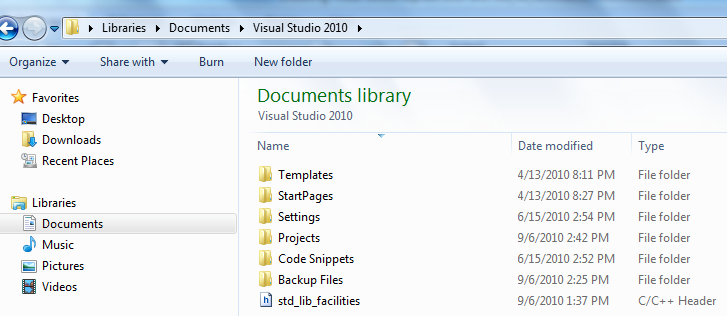 Libraries Documents Visual Studio 2010
Organize Share with Burn New folder
Favorites
Desktop
Downloads
Recent Places
Libraries
Documents
Music
Pictures
Videos
Documents library
Visual Studio 2010
Name Date modified Type
Templates 4/13/2010 8:11 PM File folder
StartPages 4/13/2010 8:27 PM File folder
Settings 6/15/2010 2:54 PM File folder
Projects 9/6/2010 2:42 PM File folder
Code Snippets 6/15/2010 2:52 PM File folder
Backup Files 9/6/2010 2:25 PM File folder
std_lib_facilities 9/6/2010 1:37 PM C/C++ Header